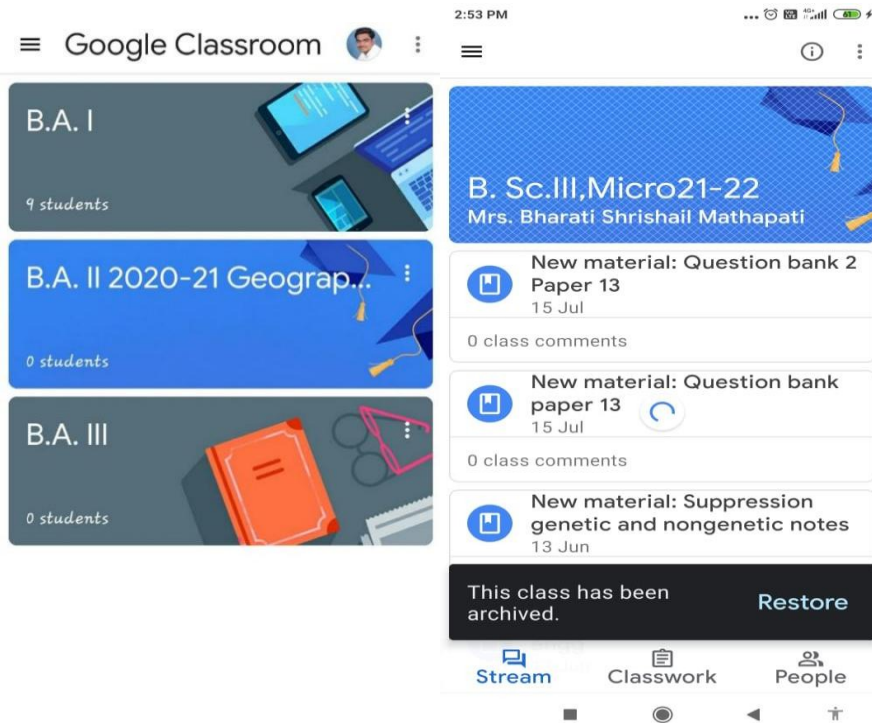 Google Classroom
B.A. I
9 students
B.A. II 2020-21 Geograp...
0 students
B.A. III
0 students
2:53 PM
4G+
61
B. Sc.III,Micro21-22
Mrs. Bharati Shrishail Mathapati
New material: Question bank 2
Paper 13
15 Jul
0 class comments
New material: Question bank
paper 13
15 Jul
0 class comments
New material: Suppression
genetic and nongenetic notes
13 Jun
This class has been
archived.
Restore
Stream
Classwork
People